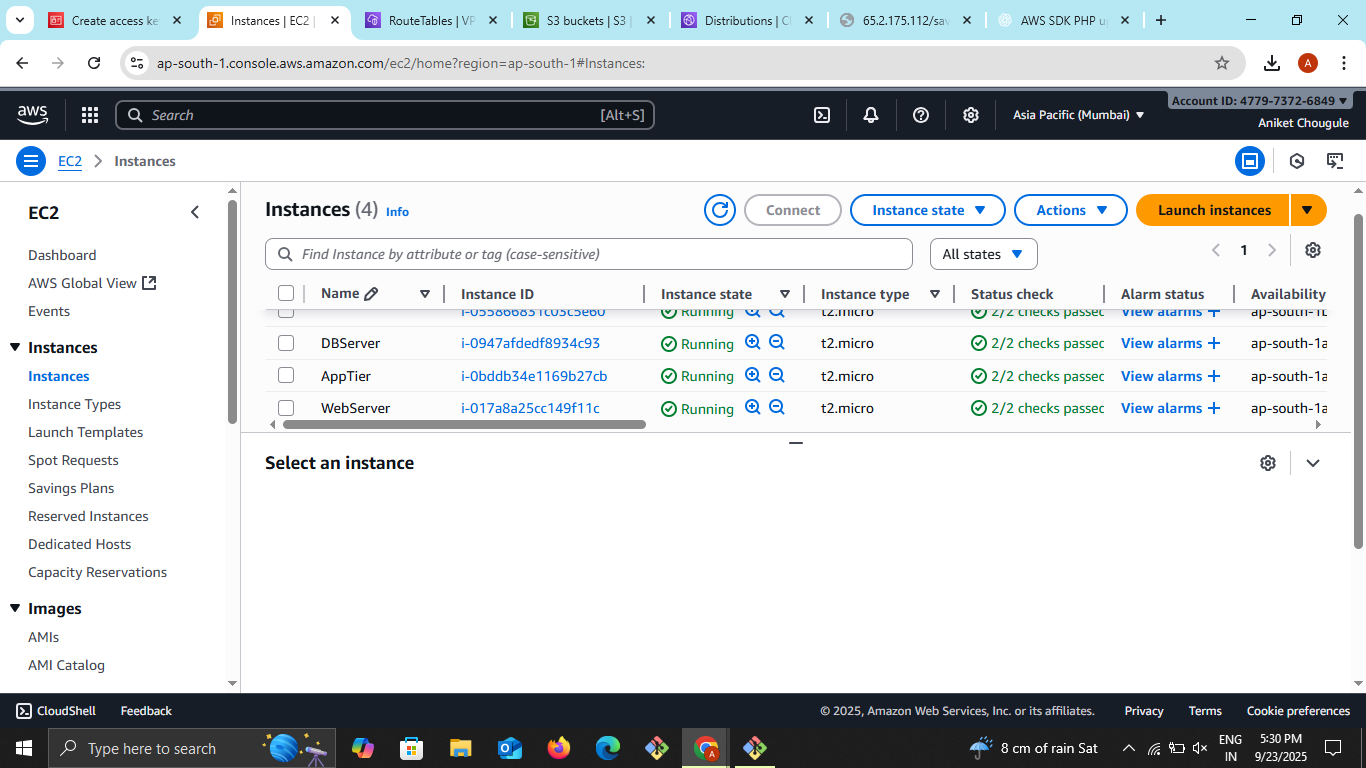 Create access ke
Instances | EC2 |
RouteTables | VP
S3 buckets | S3 |
Distributions | Cl
65.2.175.112/sav
AWS SDK PHP u
ap-south-1.console.aws.amazon.com/ec2/home?region=ap-south-1#Instances:
A
aws
Search
[Alt+S]
Asia Pacific (Mumbai)
Account ID: 4779-7372-6849
Aniket Chougule
EC2
Instances
EC2
Dashboard
AWS Global View
Events
Instances
Instances
Instance Types
Launch Templates
Spot Requests
Savings Plans
Reserved Instances
Dedicated Hosts
Capacity Reservations
Images
AMIs
AMI Catalog
Instances (4) Info
Connect
Instance state
Actions
Launch instances
Find Instance by attribute or tag (case-sensitive)
All states
1
Name Instance ID Instance state Instance type Status check Alarm status Availability
i-055866831c03c5e60 Running t2.micro 2/2 checks passed View alarms + ap-south-1b
DBServer i-0947afdedf8934c93 Running t2.micro 2/2 checks passed View alarms + ap-south-1a
AppTier i-0bddb34e1169b27cb Running t2.micro 2/2 checks passed View alarms + ap-south-1a
WebServer i-017a8a25cc149f11c Running t2.micro 2/2 checks passed View alarms + ap-south-1a
Select an instance
CloudShell
Feedback
© 2025, Amazon Web Services, Inc. or its affiliates.
Privacy
Terms
Cookie preferences
Type here to search
A
8 cm of rain Sat
ENG
IN
5:30 PM
9/23/2025